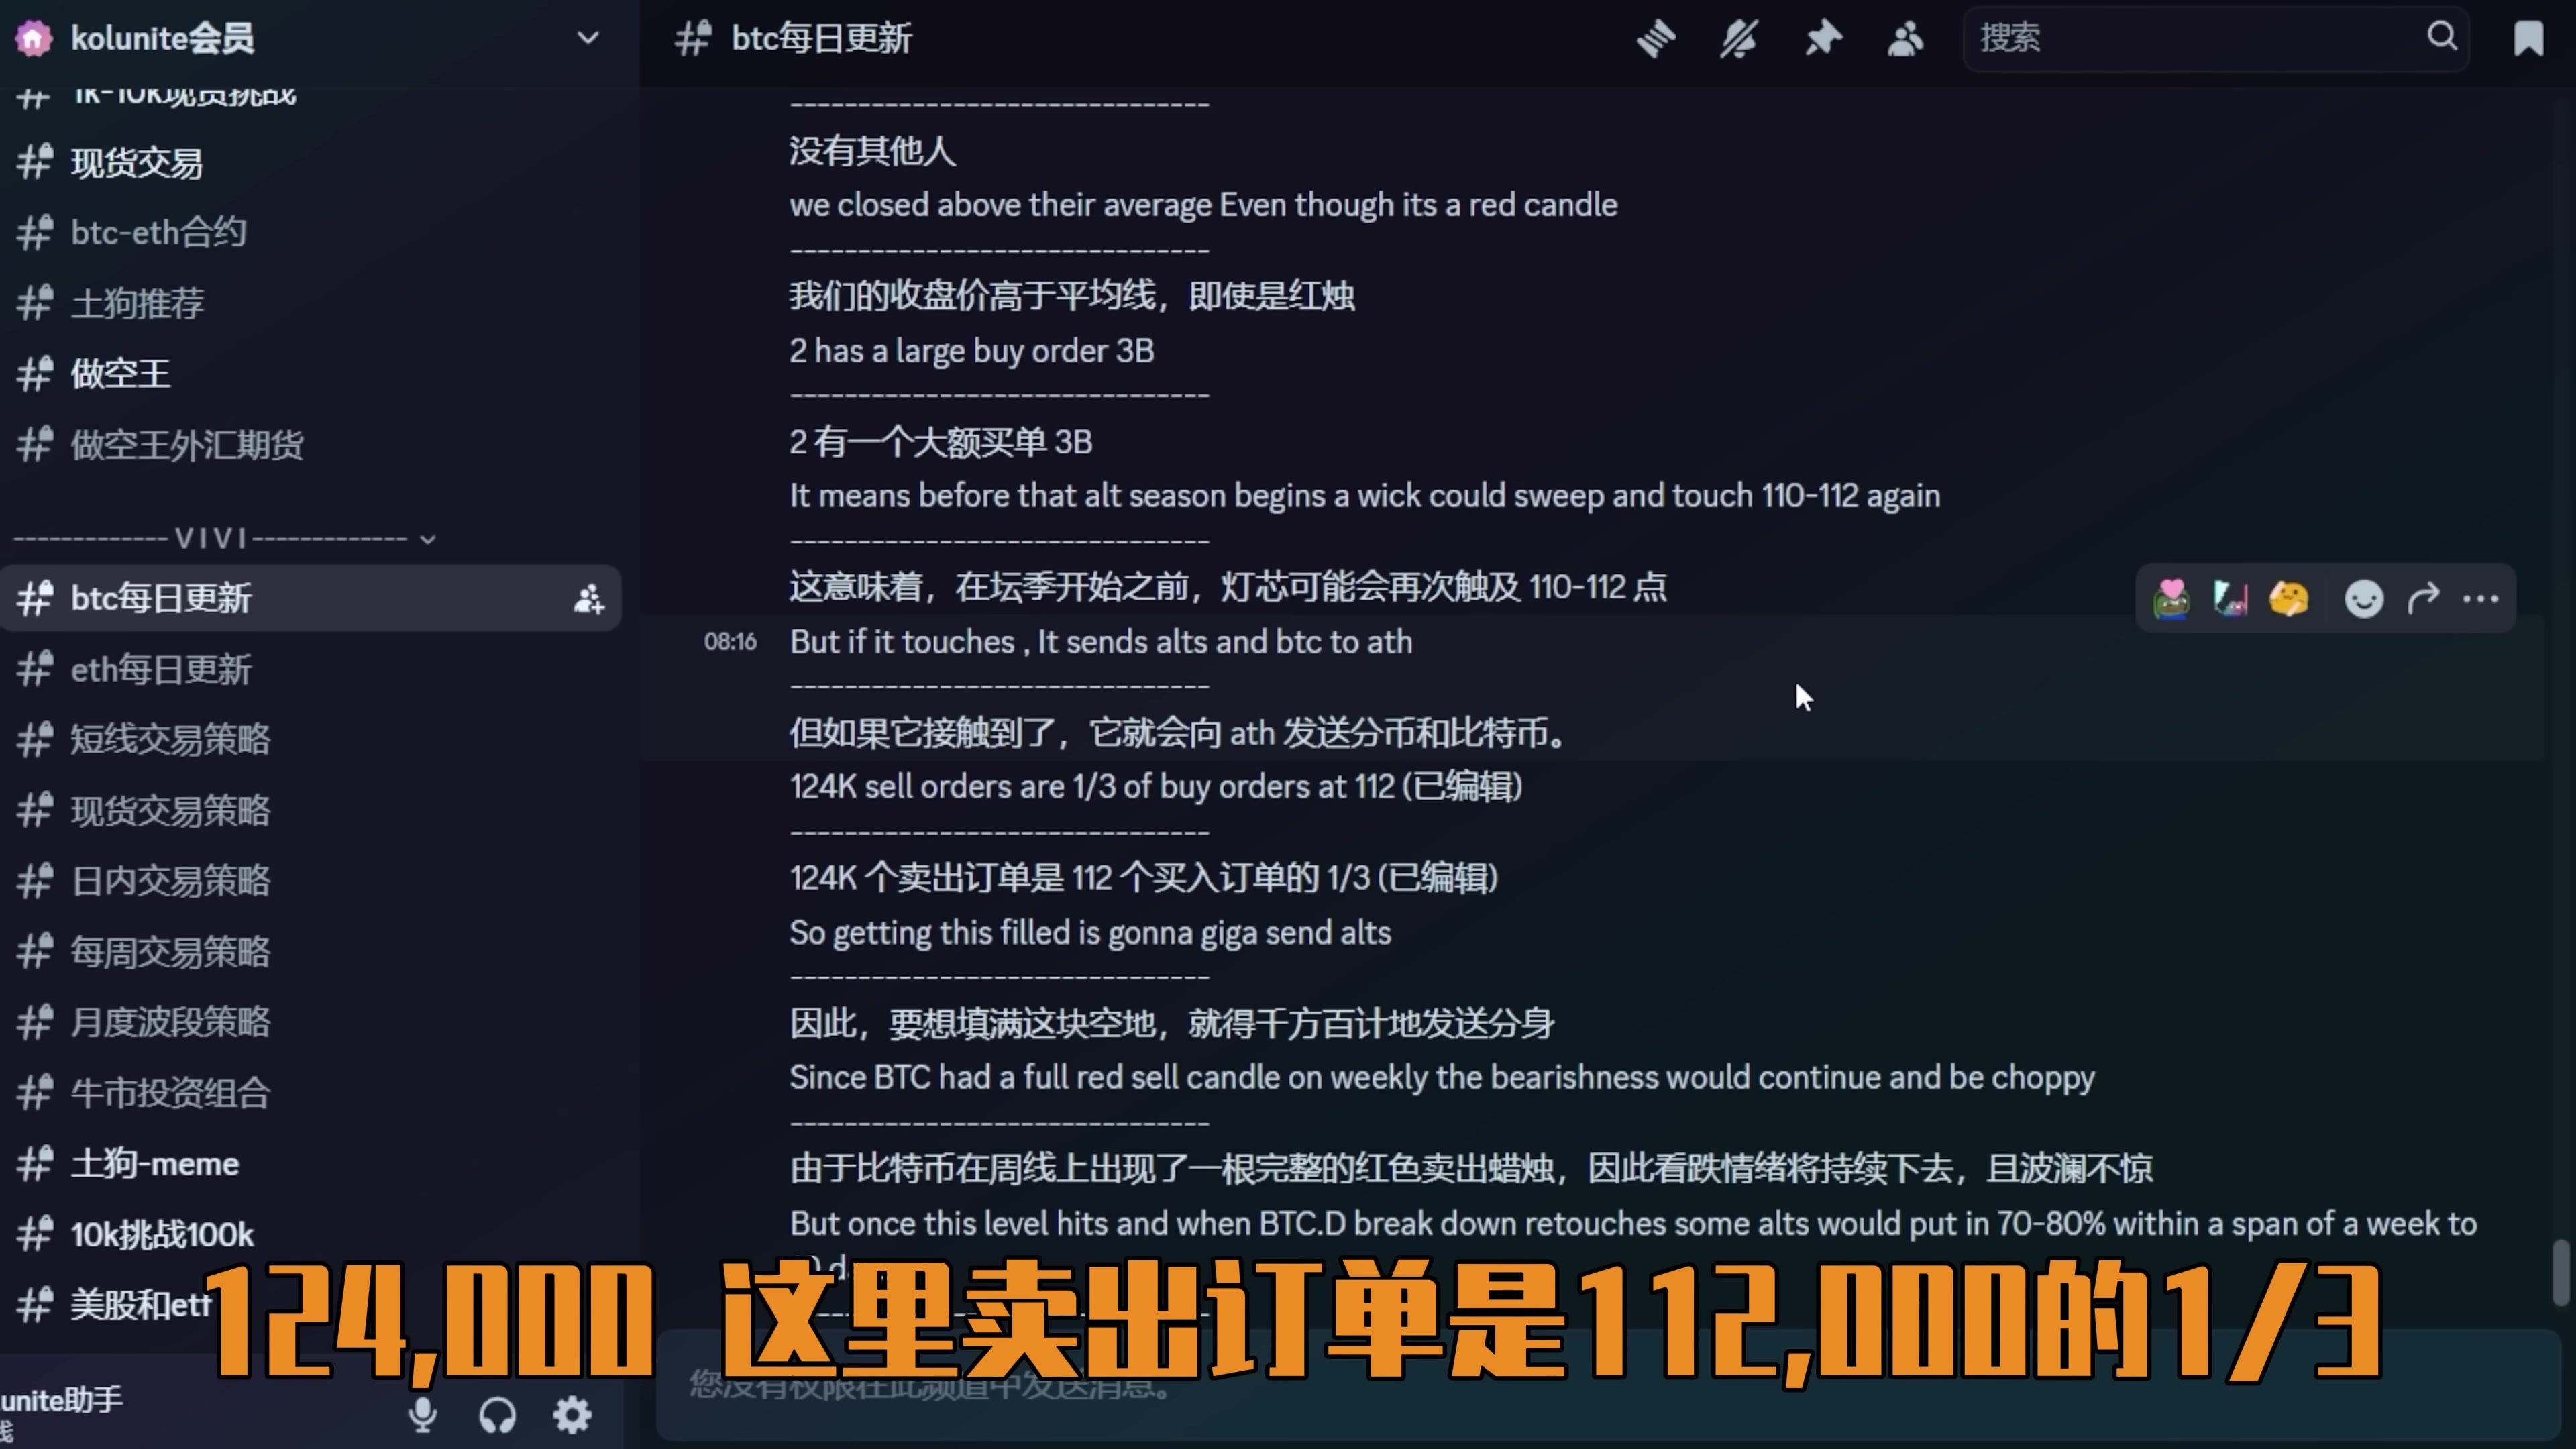 kolunite会员
1k-10k现货挑战
现货交易
btc-eth合约
土狗推荐
做空王
做空王外汇期货
------------- V I V I -------------
btc每日更新
eth每日更新
短线交易策略
现货交易策略
日内交易策略
每周交易策略
月度波段策略
牛市投资组合
土狗-meme
10k挑战100k
美股和etf
unite助手
线
btc每日更新
搜索
-------------------------------
没有其他人
we closed above their average Even though its a red candle
-------------------------------
我们的收盘价高于平均线，即使是红烛
2 has a large buy order 3B
-------------------------------
2 有一个大额买单 3B
It means before that alt season begins a wick could sweep and touch 110-112 again
-------------------------------
这意味着，在坛季开始之前，灯芯可能会再次触及 110-112 点
08:16 But if it touches , It sends alts and btc to ath
-------------------------------
但如果它接触到了，它就会向 ath 发送分币和比特币。
124K sell orders are 1/3 of buy orders at 112 (已编辑)
-------------------------------
124K 个卖出订单是 112 个买入订单的 1/3 (已编辑)
So getting this filled is gonna giga send alts
-------------------------------
因此，要想填满这块空地，就得千方百计地发送分身
Since BTC had a full red sell candle on weekly the bearishness would continue and be choppy
-------------------------------
由于比特币在周线上出现了一根完整的红色卖出蜡烛，因此看跌情绪将持续下去，且波澜不惊
But once this level hits and when BTC.D break down retouches some alts would put in 70-80% within a span of a week to
您没有权限在此频道中发送消息。
124,000 这里卖出订单是112,000的1/3